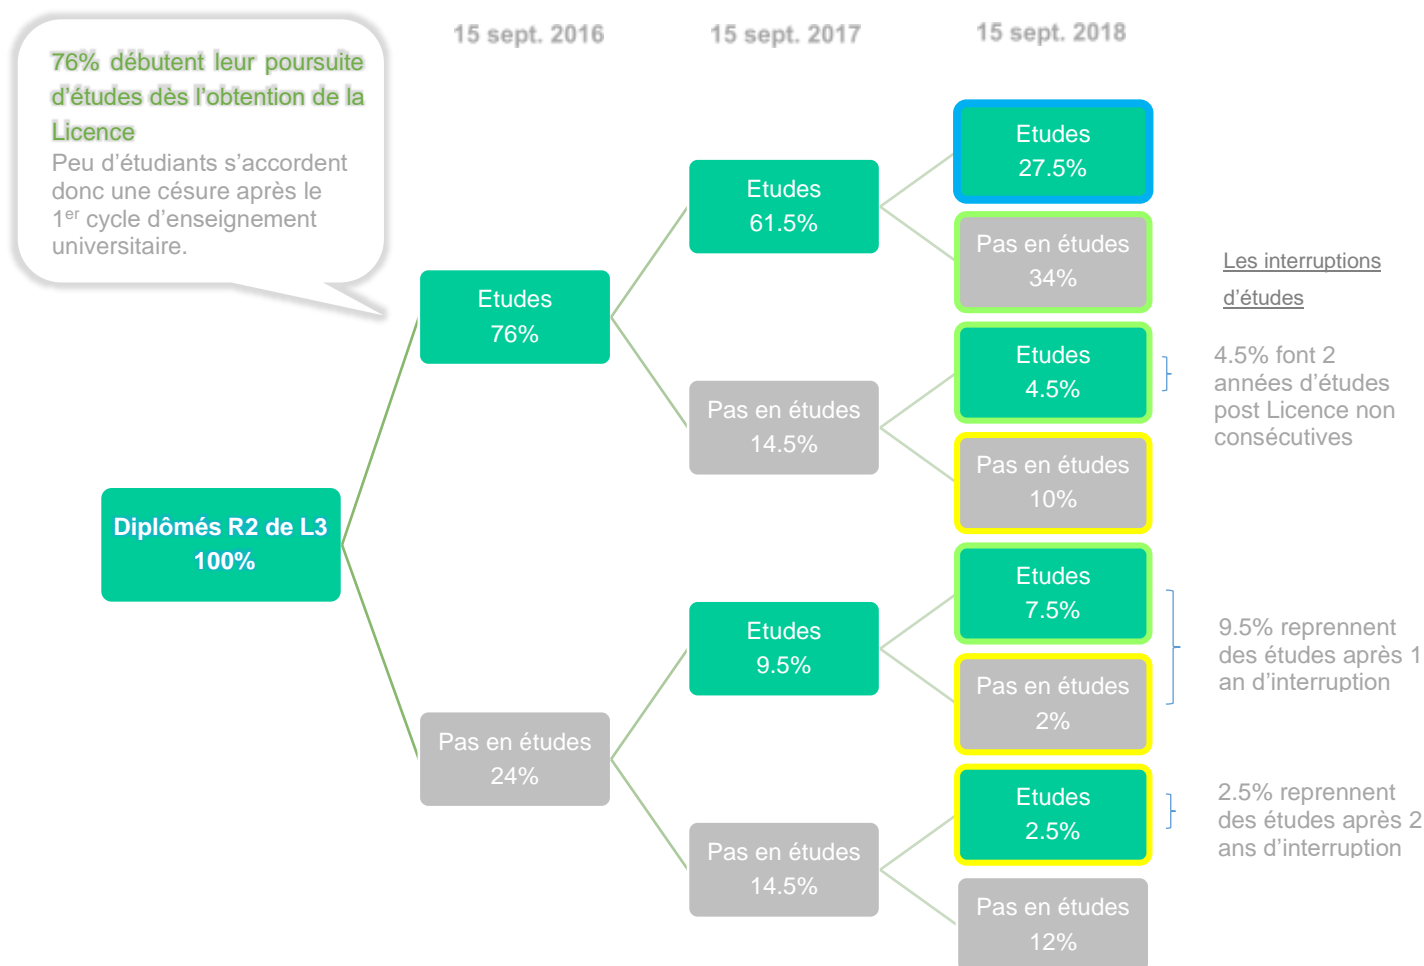 15 sept. 2016
15 sept. 2017
15 sept. 2018
76% débutent leur poursuite
d'études dès l'obtention de la
Licence
Peu d'étudiants s'accordent
donc une césure après le
1er cycle d'enseignement
universitaire.
Diplômés R2 de L3
100%
Etudes
76%
Pas en études
24%
Etudes
61.5%
Pas en études
14.5%
Etudes
9.5%
Pas en études
14.5%
Etudes
27.5%
Pas en études
34%
Etudes
4.5%
Pas en études
10%
Etudes
7.5%
Pas en études
2%
Etudes
2.5%
Pas en études
12%
Les interruptions
d'études
4.5% font 2
années d'études
post Licence non
consécutives
9.5% reprennent
des études après 1
an d'interruption
2.5% reprennent
des études après 2
ans d'interruption